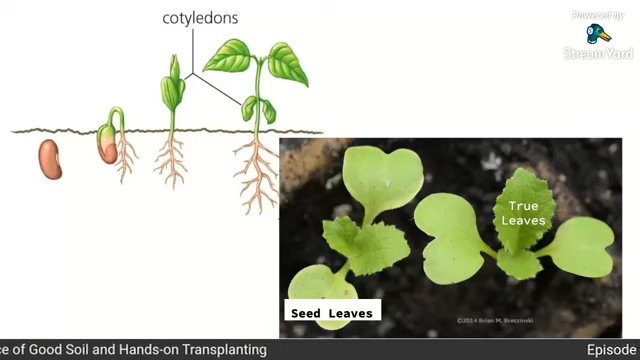 cotyledons
Powered by
StreamYard
True
Leaves
Seed Leaves
©2014 Brian M. Breczinski
ce of Good Soil and Hands-on Transplanting
Episode